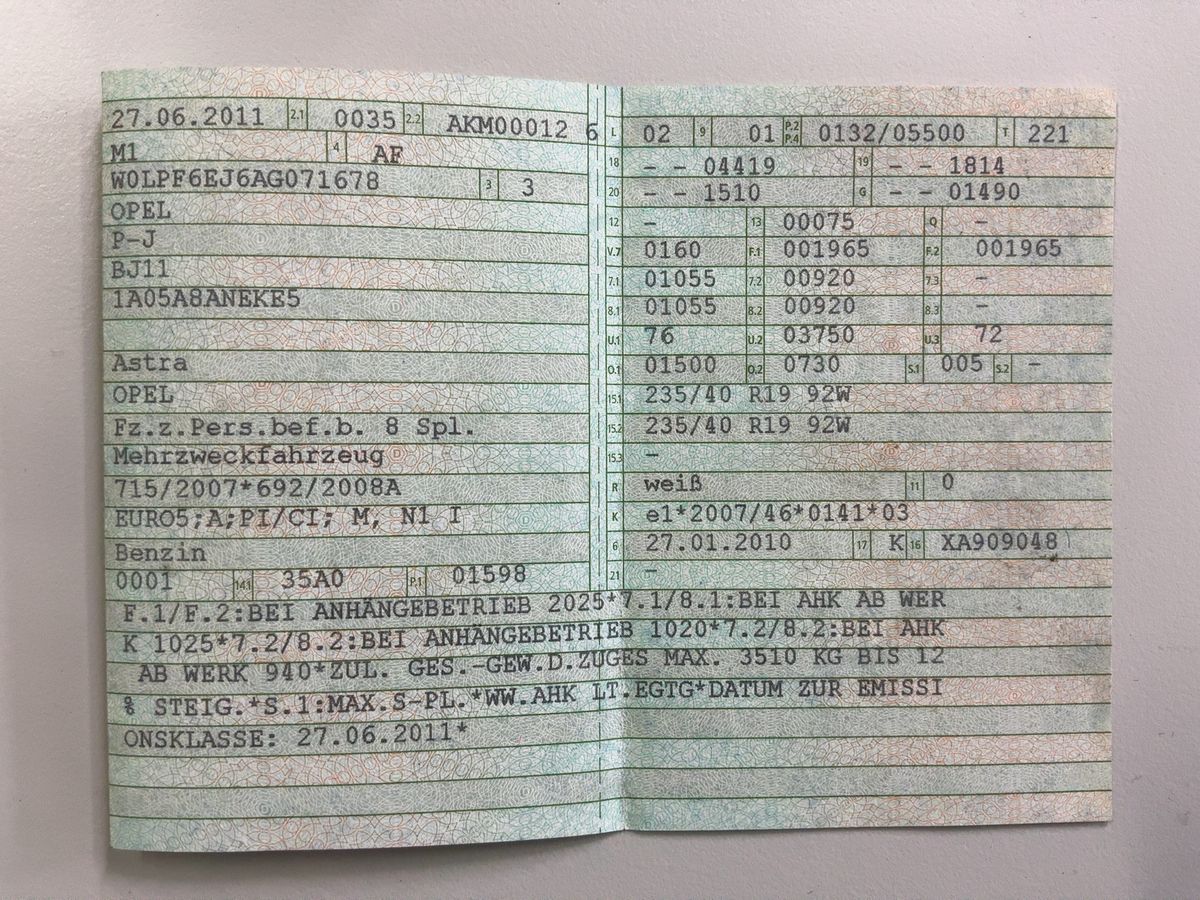 27.06.2011 2.1 0035 2.2 AKM00012 6
M1 4 AF
W0LPF6EJ6AG071678 3 3
OPEL
P-J
BJ11
1A05A8ANEKE5
Astra
OPEL
Fz.z.Pers.bef.b. 8 Spl.
Mehrzweckfahrzeug
715/2007*692/2008A
EURO5;A;PI/CI; M, N1 I
Benzin
0001 14.1 35A0 P.1 01598
L 02 9 01 P.2 P.4 0132/05500 T 221
18 - - 04419 19 - - 1814
20 - - 1510 G - - 01490
12 - 13 00075 Q -
V.7 0160 F.1 001965 F.2 001965
7.1 01055 7.2 00920 7.3 -
8.1 01055 8.2 00920 8.3 -
U.1 76 U.2 03750 U.3 72
O.1 01500 O.2 0730 S.1 005 S.2 -
15.1 235/40 R19 92W
15.2 235/40 R19 92W
15.3 -
R weiß 11 0
K e1*2007/46*0141*03
6 27.01.2010 17 K 16 XA909048
21 -
F.1/F.2:BEI ANHÄNGEBETRIEB 2025*7.1/8.1:BEI AHK AB WER
K 1025*7.2/8.2:BEI ANHÄNGEBETRIEB 1020*7.2/8.2:BEI AHK
AB WERK 940*ZUL. GES.-GEW.D.ZUGES MAX. 3510 KG BIS 12
% STEIG.*S.1:MAX.S-PL.*WW.AHK LT.EGTG*DATUM ZUR EMISSI
ONSKLASSE: 27.06.2011*